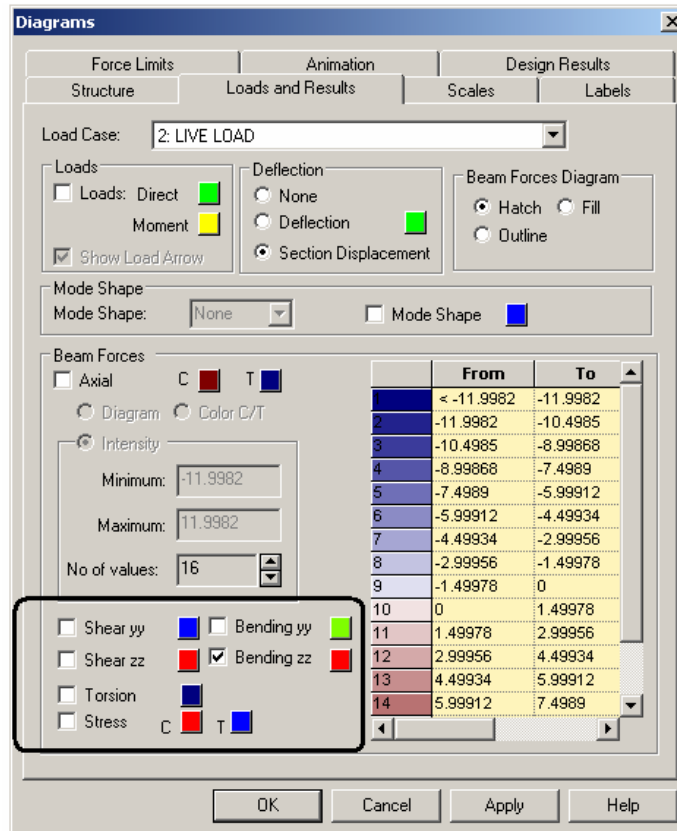 Diagrams
Force Limits Animation Design Results
Structure Loads and Results Scales Labels
Load Case: 2: LIVE LOAD
Loads
Loads: Direct
Moment
Show Load Arrow
Deflection
None
Deflection
Section Displacement
Beam Forces Diagram
Hatch Fill
Outline
Mode Shape
Mode Shape: None Mode Shape
Beam Forces
Axial C T
Diagram Color C/T
Intensity
Minimum: -11.9982
Maximum: 11.9982
No of values: 16
Shear yy Bending yy
Shear zz Bending zz
Torsion
Stress C T
From To
1 < -11.9982 -11.9982
2 -11.9982 -10.4985
3 -10.4985 -8.99868
4 -8.99868 -7.4989
5 -7.4989 -5.99912
6 -5.99912 -4.49934
7 -4.49934 -2.99956
8 -2.99956 -1.49978
9 -1.49978 0
10 0 1.49978
11 1.49978 2.99956
12 2.99956 4.49934
13 4.49934 5.99912
14 5.99912 7.4989
OK Cancel Apply Help